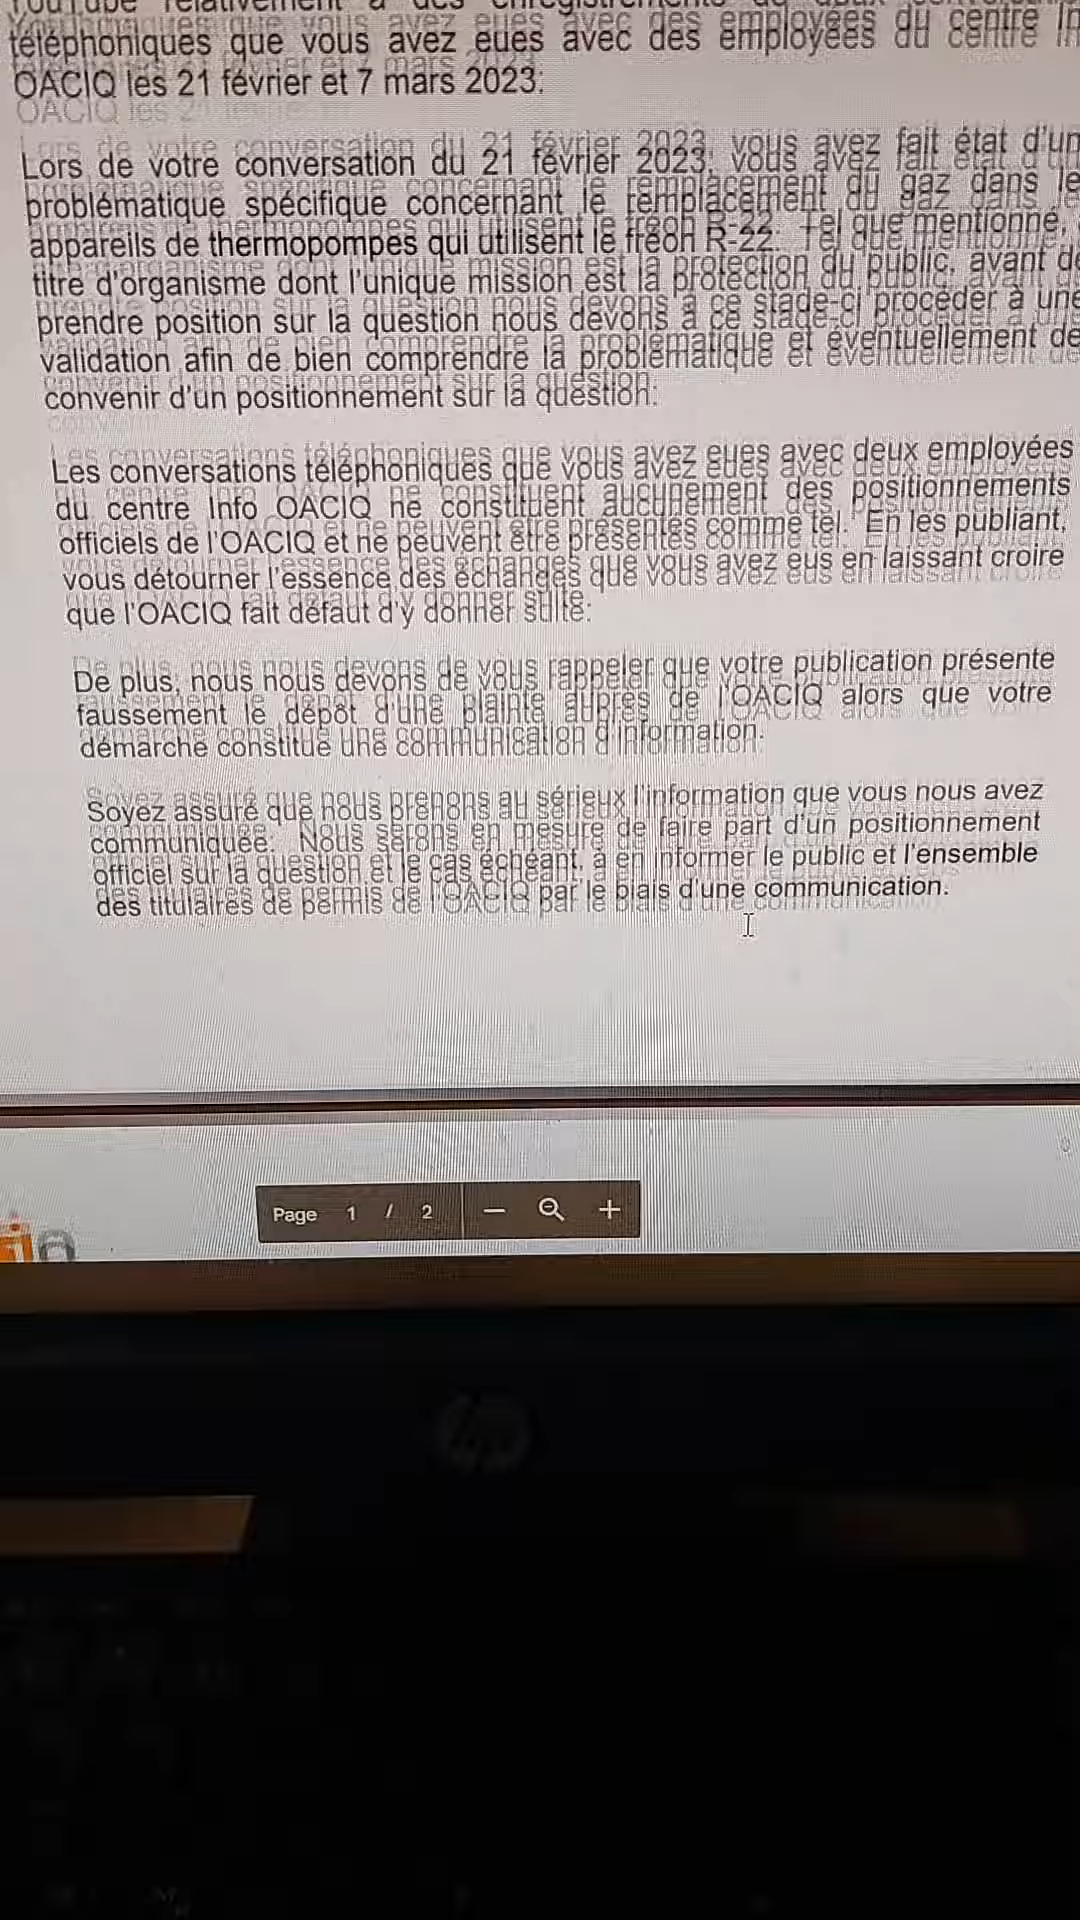 YouTube relativement à des enregistrements de deux
téléphoniques que vous avez eues avec des employées du centre In
OACIQ les 21 février et 7 mars 2023.
Lors de votre conversation du 21 février 2023, vous avez fait état d'un
problématique spécifique concernant le remplacement du gaz dans le
appareils de thermopompes qui utilisent le fréon R-22. Tel que mentionné,
titre d'organisme dont l'unique mission est la protection du public, avant de
prendre position sur la question nous devons à ce stade-ci procéder à une
validation afin de bien comprendre la problématique et éventuellement de
convenir d'un positionnement sur la question.
Les conversations téléphoniques que vous avez eues avec deux employées
du centre Info OACIQ ne constituent aucunement des positionnements
officiels de l'OACIQ et ne peuvent être présentés comme tel. En les publiant,
vous détourner l'essence des échanges que vous avez eus en laissant croire
que l'OACIQ fait défaut d'y donner suite.
De plus, nous nous devons de vous rappeler que votre publication présente
faussement le dépôt d'une plainte auprès de l'OACIQ alors que votre
démarche constitue une communication d'information.
Soyez assuré que nous prenons au sérieux l'information que vous nous avez
communiquée. Nous serons en mesure de faire part d'un positionnement
officiel sur la question et le cas échéant, à en informer le public et l'ensemble
des titulaires de permis de l'OACIQ par le biais d'une communication.
Page 1 / 2
hp